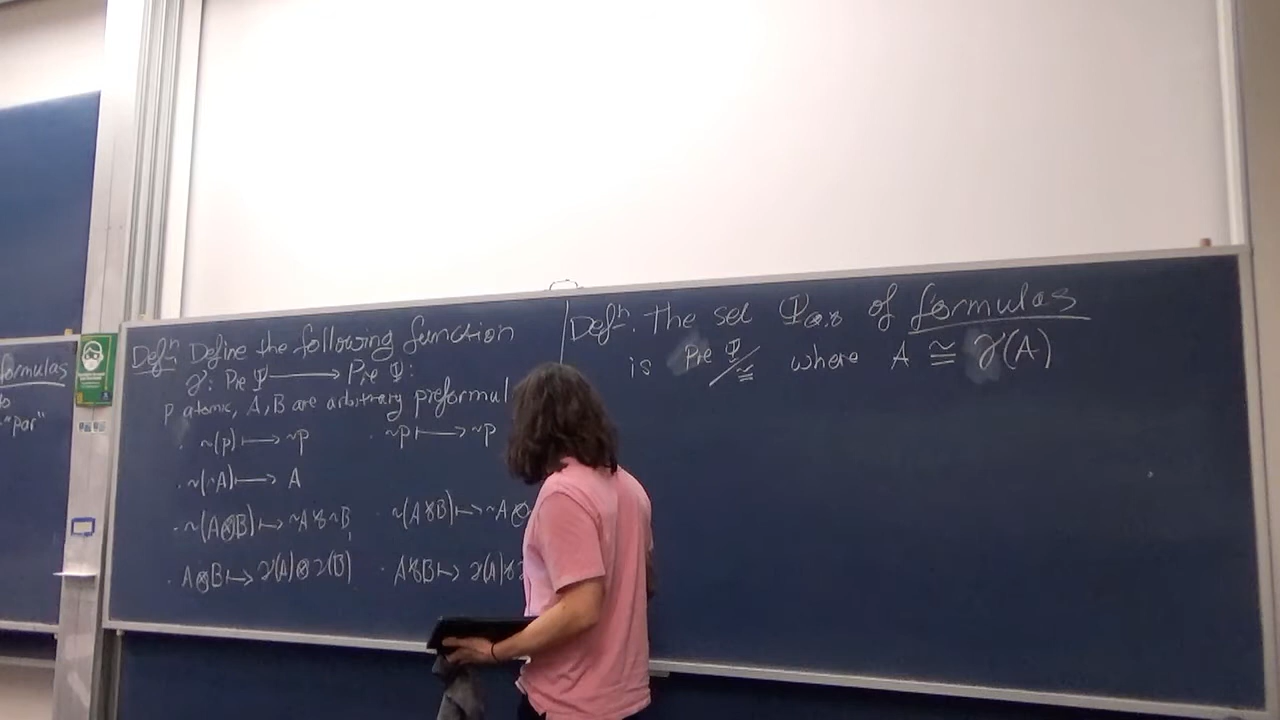 formulas
"Par"
Defⁿ: Define the following function
γ: Pre Ψ ⟶ Pre Ψ:
P atomic, A, B are arbitrary preformul
· ~(p) ⟼ ~p
· ~p ⟼ ~p
· ~(~A) ⟼ A
· ~(A⊗B) ⟼ ~A⅋~B
· ~(A⅋B) ⟼ ~A⊗
· A⊗B ⟼ γ(A)⊗γ(B)
· A⅋B ⟼ γ(A)⅋
Defⁿ. The set Ψ⊗,⅋ of formulas
is Pre Ψ/≅ where A ≅ γ(A)